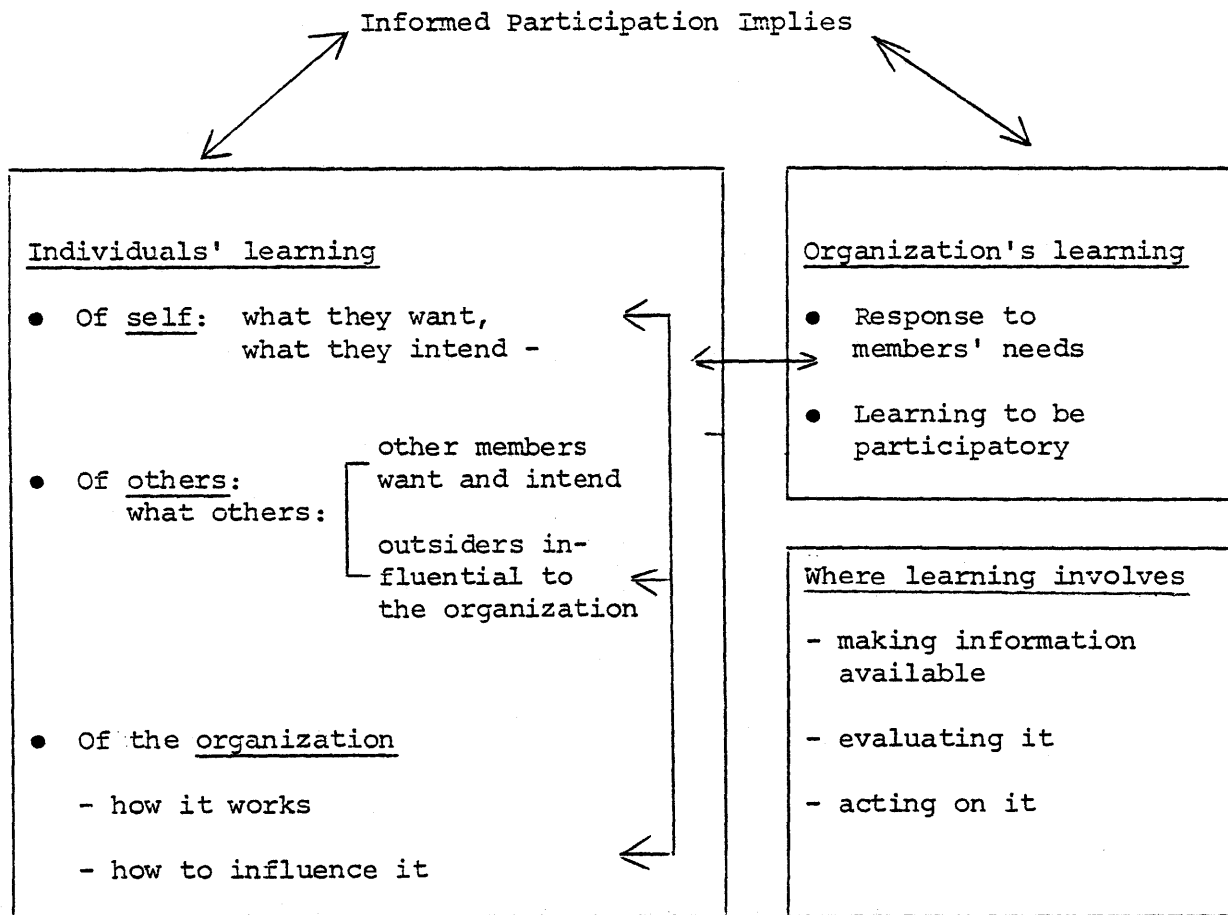 Informed Participation Implies
Individuals' learning
● Of self: what they want,
what they intend -
● Of others:
what others:
other members
want and intend
outsiders in-
fluential to
the organization
● Of the organization
- how it works
- how to influence it
Organization's learning
● Response to
members' needs
● Learning to be
participatory
Where learning involves
- making information
available
- evaluating it
- acting on it